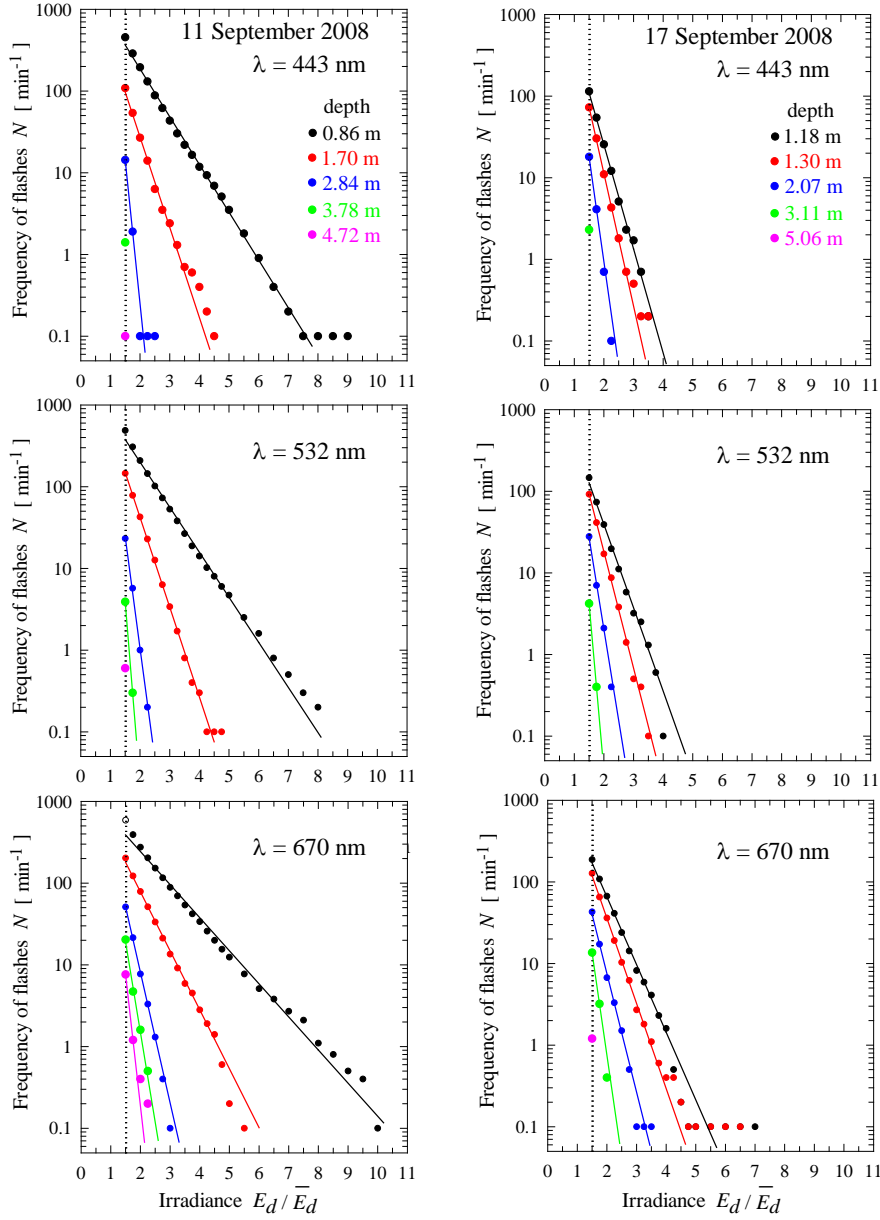 11 September 2008
λ = 443 nm
depth
0.86 m
1.70 m
2.84 m
3.78 m
4.72 m
Frequency of flashes N [ min-1 ]
1000
100
10
1
0.1
0 1 2 3 4 5 6 7 8 9 10 11
17 September 2008
λ = 443 nm
depth
1.18 m
1.30 m
2.07 m
3.11 m
5.06 m
Frequency of flashes N [ min-1 ]
1000
100
10
1
0.1
0 1 2 3 4 5 6 7 8 9 10 11
λ = 532 nm
Frequency of flashes N [ min-1 ]
1000
100
10
1
0.1
0 1 2 3 4 5 6 7 8 9 10 11
λ = 532 nm
Frequency of flashes N [ min-1 ]
1000
100
10
1
0.1
0 1 2 3 4 5 6 7 8 9 10 11
λ = 670 nm
Frequency of flashes N [ min-1 ]
1000
100
10
1
0.1
0 1 2 3 4 5 6 7 8 9 10 11
Irradiance Ed / Ēd
λ = 670 nm
Frequency of flashes N [ min-1 ]
1000
100
10
1
0.1
0 1 2 3 4 5 6 7 8 9 10 11
Irradiance Ed / Ēd